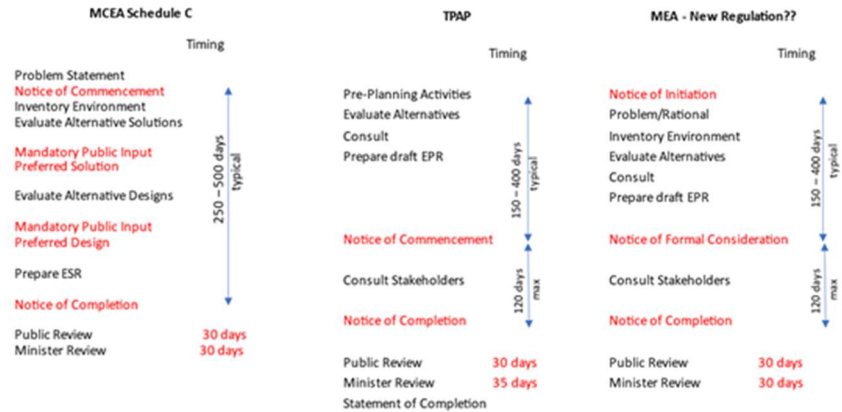 MCEA Schedule C
Timing
Problem Statement
Notice of Commencement
Inventory Environment
Evaluate Alternative Solutions
Mandatory Public Input
Preferred Solution
Evaluate Alternative Designs
Mandatory Public Input
Preferred Design
Prepare ESR
Notice of Completion
250 – 500 days
typical
Public Review 30 days
Minister Review 30 days
TPAP
Timing
Pre-Planning Activities
Evaluate Alternatives
Consult
Prepare draft EPR
150 – 400 days
typical
Notice of Commencement
Consult Stakeholders
120 days
max
Notice of Completion
Public Review 30 days
Minister Review 35 days
Statement of Completion
MEA - New Regulation??
Timing
Notice of Initiation
Problem/Rational
Inventory Environment
Evaluate Alternatives
Consult
Prepare draft EPR
150 – 400 days
typical
Notice of Formal Consideration
Consult Stakeholders
120 days
max
Notice of Completion
Public Review 30 days
Minister Review 30 days